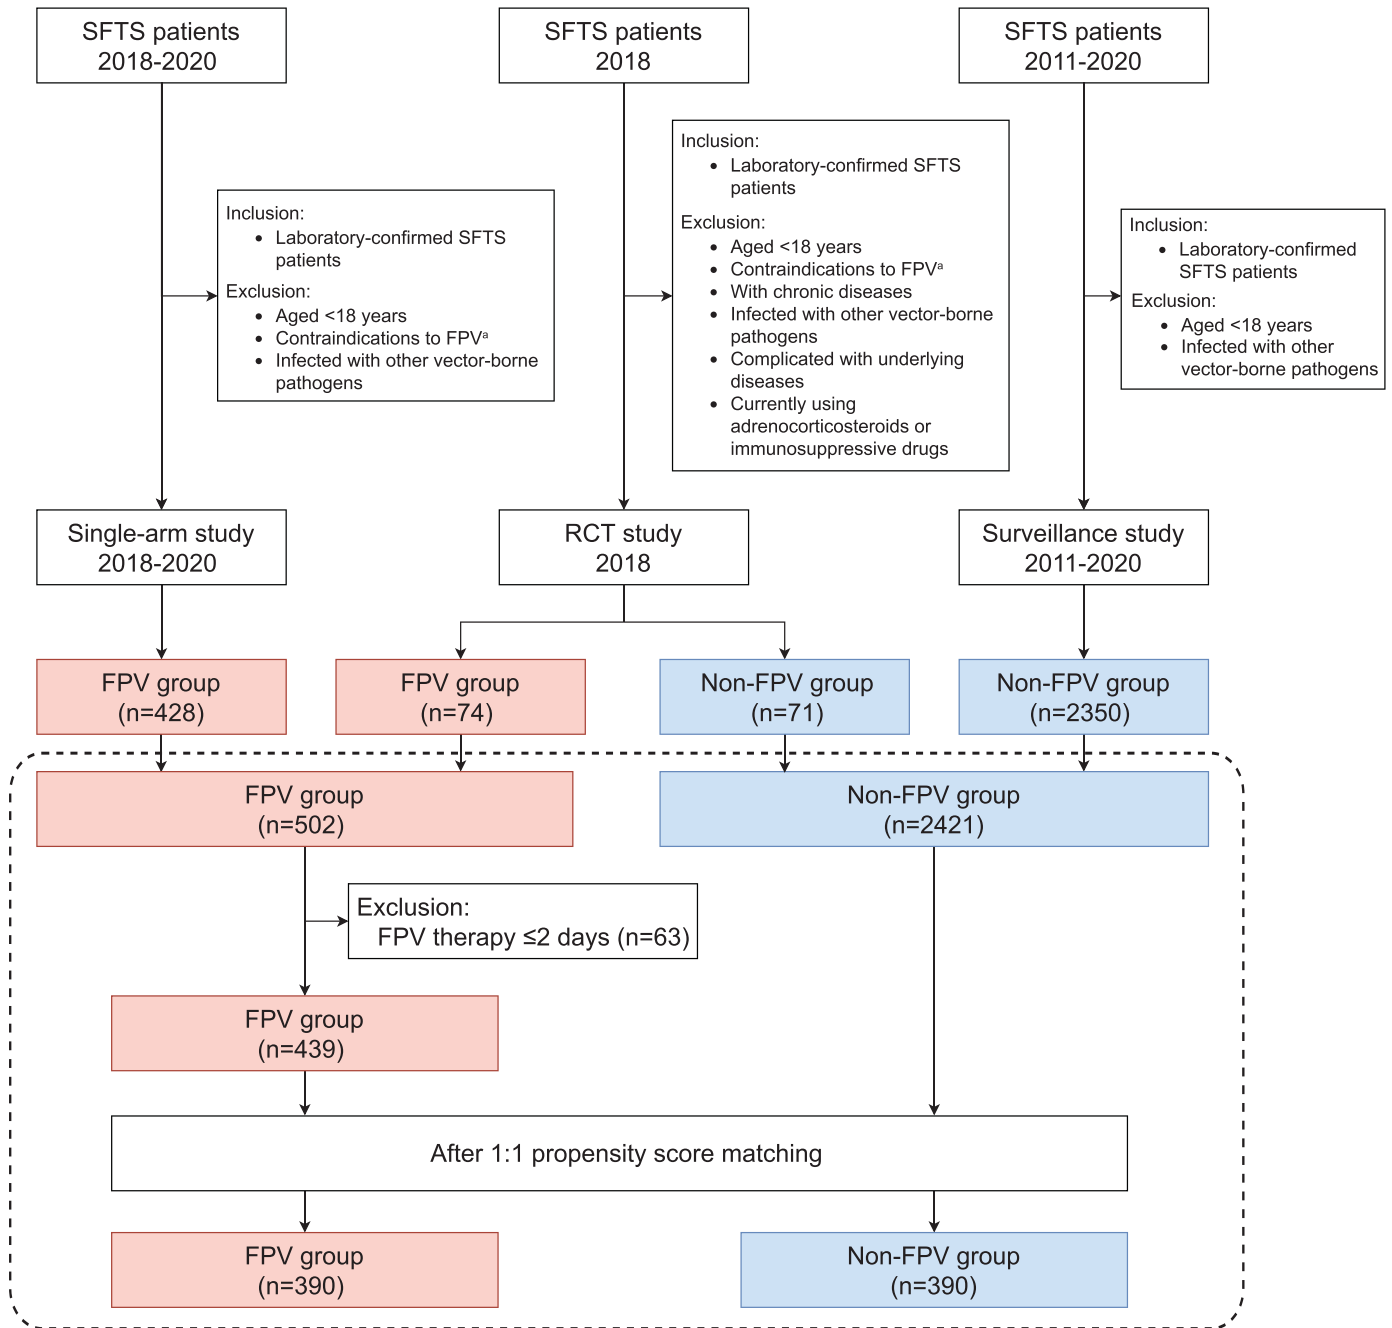 SFTS patients
2018-2020
SFTS patients
2018
SFTS patients
2011-2020
Inclusion:
• Laboratory-confirmed SFTS
patients
Exclusion:
• Aged <18 years
• Contraindications to FPVᵃ
• Infected with other vector-borne
pathogens
Inclusion:
• Laboratory-confirmed SFTS
patients
Exclusion:
• Aged <18 years
• Contraindications to FPVᵃ
• With chronic diseases
• Infected with other vector-borne
pathogens
• Complicated with underlying
diseases
• Currently using
adrenocorticosteroids or
immunosuppressive drugs
Inclusion:
• Laboratory-confirmed
SFTS patients
Exclusion:
• Aged <18 years
• Infected with other
vector-borne pathogens
Single-arm study
2018-2020
RCT study
2018
Surveillance study
2011-2020
FPV group
(n=428)
FPV group
(n=74)
Non-FPV group
(n=71)
Non-FPV group
(n=2350)
FPV group
(n=502)
Non-FPV group
(n=2421)
Exclusion:
FPV therapy ≤2 days (n=63)
FPV group
(n=439)
After 1:1 propensity score matching
FPV group
(n=390)
Non-FPV group
(n=390)